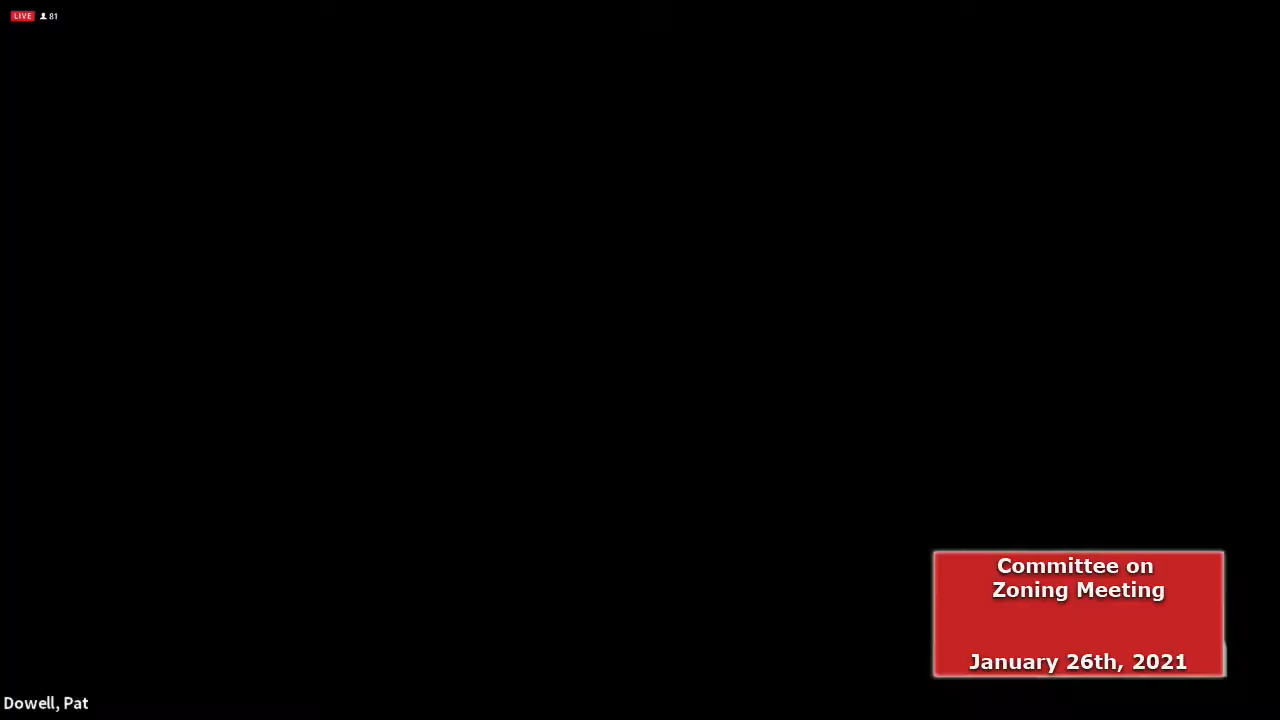 LIVE 81
Committee on
Zoning Meeting
January 26th, 2021
Dowell, Pat